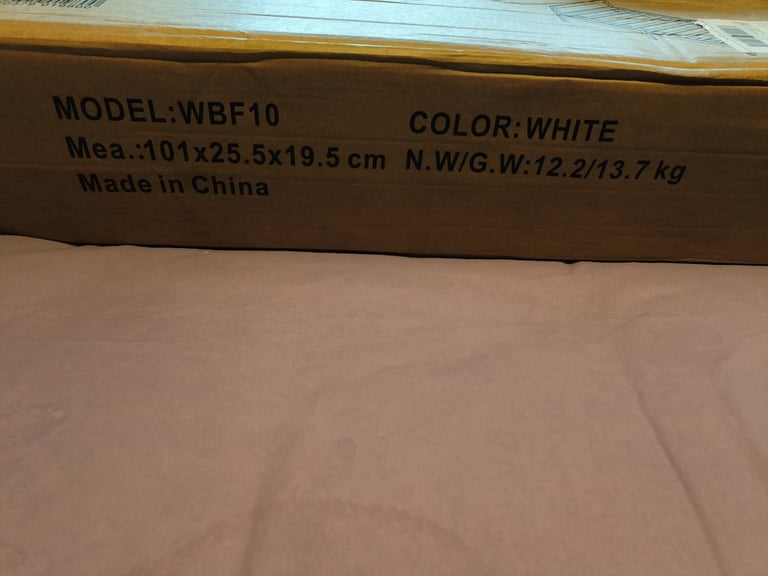 MODEL:WBF10
Mea.:101x25.5x19.5 cm
Made in China
COLOR:WHITE
N.W/G.W:12.2/13.7 kg